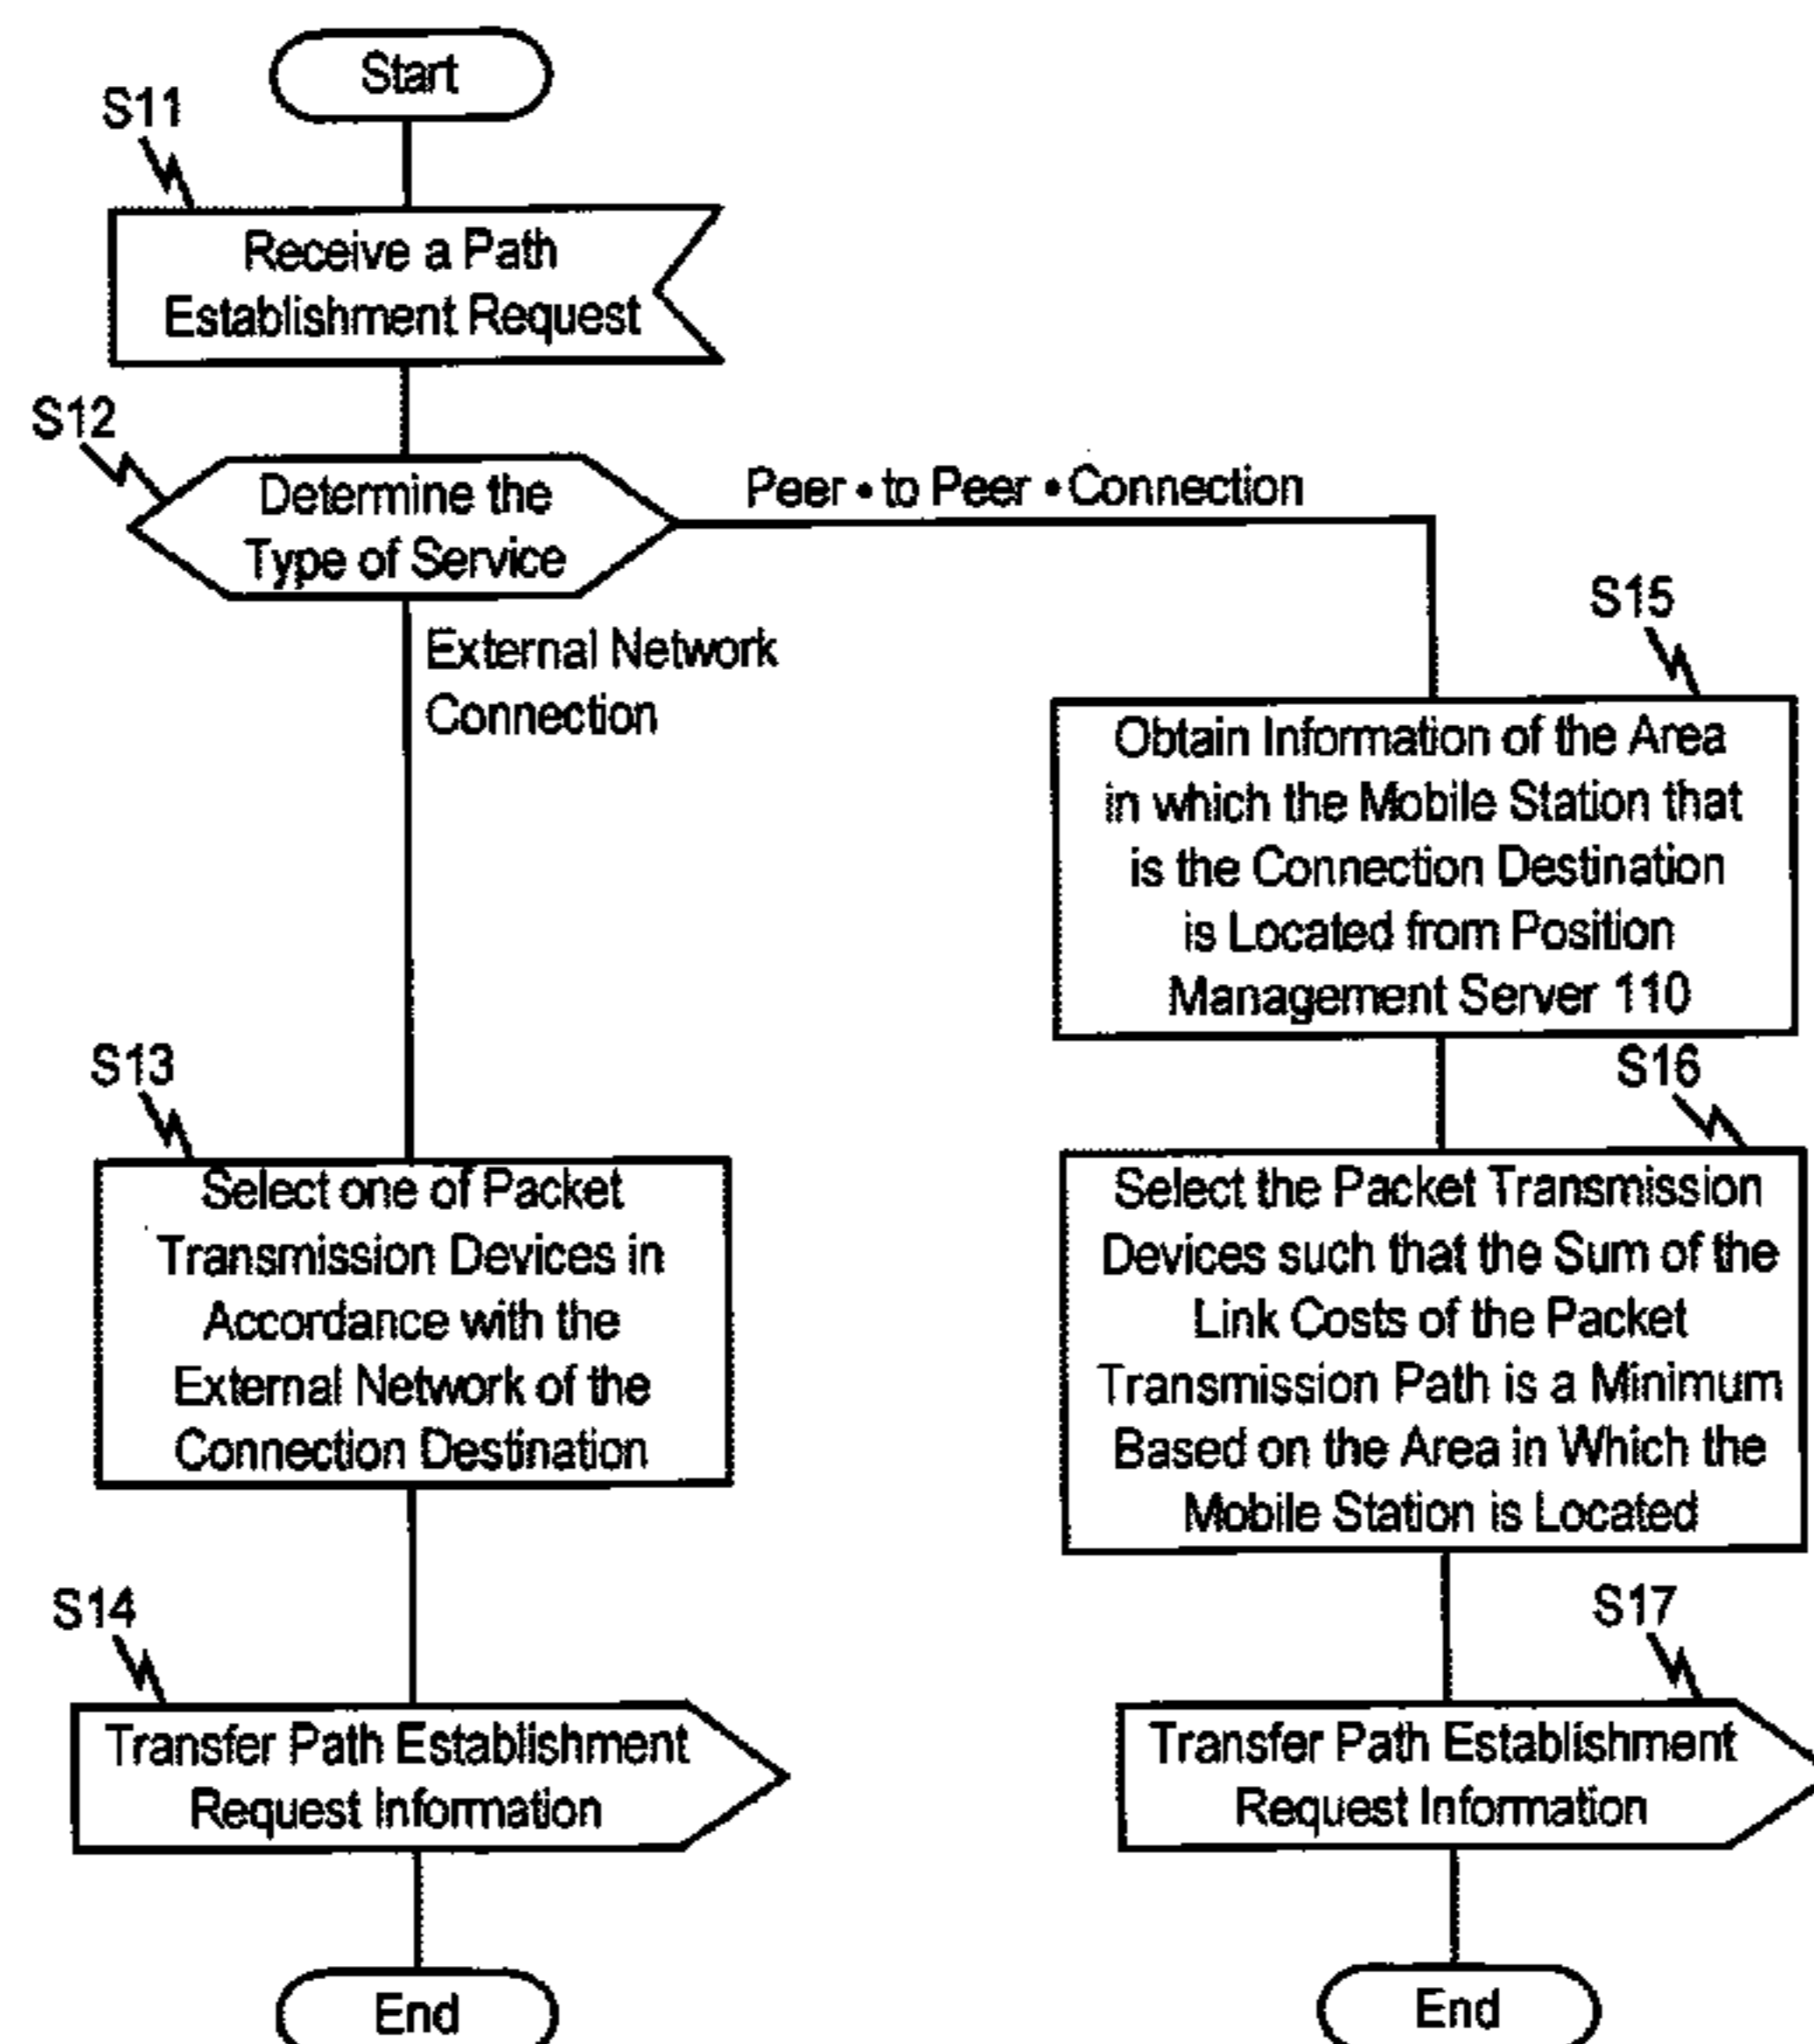 Start
S11
Receive a Path
Establishment Request
S12
Determine the
Type of Service
Peer • to Peer • Connection
External Network
Connection
S15
Obtain Information of the Area
in which the Mobile Station that
is the Connection Destination
is Located from Position
Management Server 110
S13
Select one of Packet
Transmission Devices in
Accordance with the
External Network of the
Connection Destination
S16
Select the Packet Transmission
Devices such that the Sum of the
Link Costs of the Packet
Transmission Path is a Minimum
Based on the Area in Which the
Mobile Station is Located
S14
Transfer Path Establishment
Request Information
S17
Transfer Path Establishment
Request Information
End
End